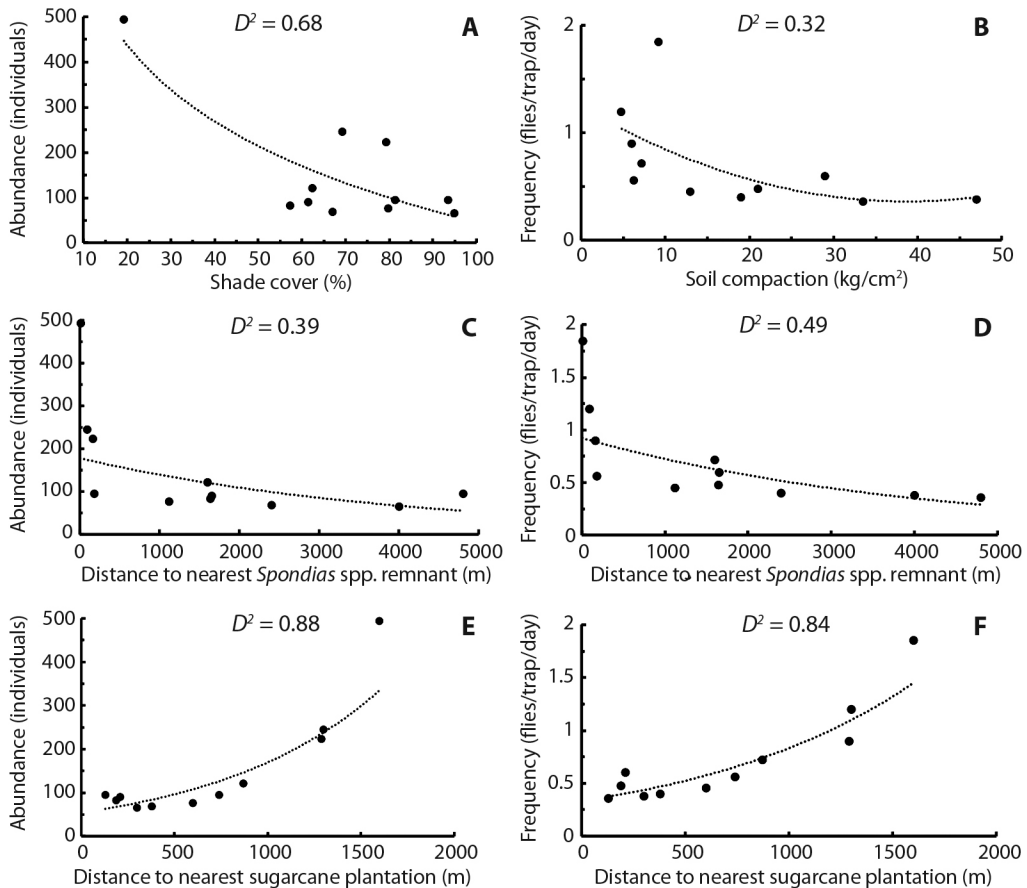 D² = 0.68
A
Abundance (individuals)
500
400
300
200
100
0
10 20 30 40 50 60 70 80 90 100
Shade cover (%)
D² = 0.32
B
Frequency (flies/trap/day)
2
1
0
0 10 20 30 40 50
Soil compaction (kg/cm²)
D² = 0.39
C
Abundance (individuals)
500
400
300
200
100
0
0 1000 2000 3000 4000 5000
Distance to nearest Spondias spp. remnant (m)
D² = 0.49
D
Frequency (flies/trap/day)
2
1.5
1
0.5
0
0 1000 2000 3000 4000 5000
Distance to nearest Spondias spp. remnant (m)
D² = 0.88
E
Abundance (individuals)
500
400
300
200
100
0
0 500 1000 1500 2000
Distance to nearest sugarcane plantation (m)
D² = 0.84
F
Frequency (flies/trap/day)
2
1.5
1
0.5
0
0 500 1000 1500 2000
Distance to nearest sugarcane plantation (m)